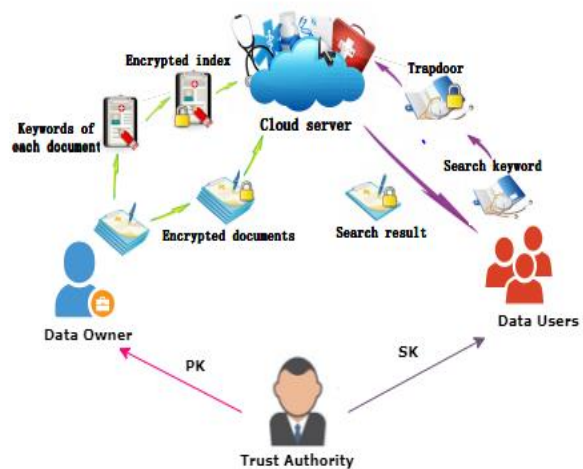 Encrypted index
Trapdoor
Keywords of
each document
Cloud server
Search keyword
Encrypted documents
Search result
Data Owner
Data Users
PK
SK
Trust Authority